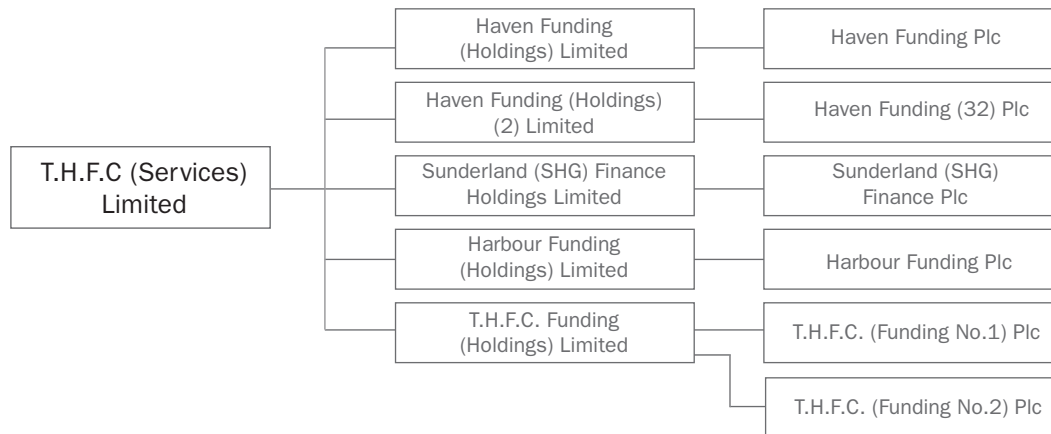 T.H.F.C (Services)
Limited
Haven Funding
(Holdings) Limited
Haven Funding Plc
Haven Funding (Holdings)
(2) Limited
Haven Funding (32) Plc
Sunderland (SHG) Finance
Holdings Limited
Sunderland (SHG)
Finance Plc
Harbour Funding
(Holdings) Limited
Harbour Funding Plc
T.H.F.C. Funding
(Holdings) Limited
T.H.F.C. (Funding No.1) Plc
T.H.F.C. (Funding No.2) Plc